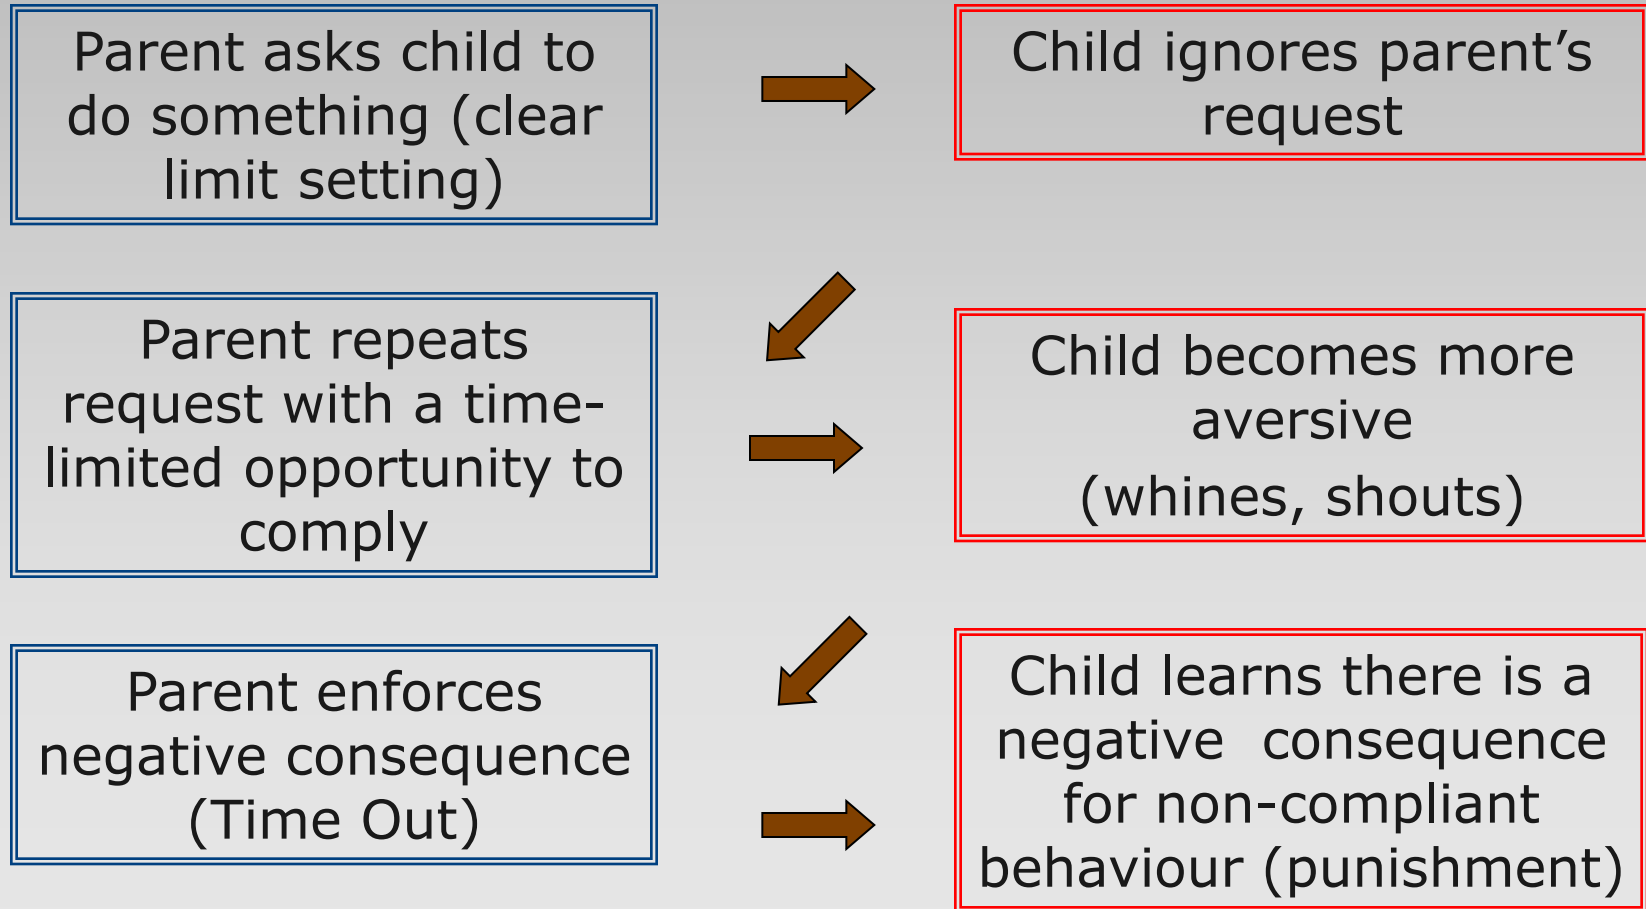 Parent asks child to
do something (clear
limit setting)
Child ignores parent’s
request
Parent repeats
request with a time-
limited opportunity to
comply
Child becomes more
aversive
(whines, shouts)
Parent enforces
negative consequence
(Time Out)
Child learns there is a
negative  consequence
for non-compliant
behaviour (punishment)